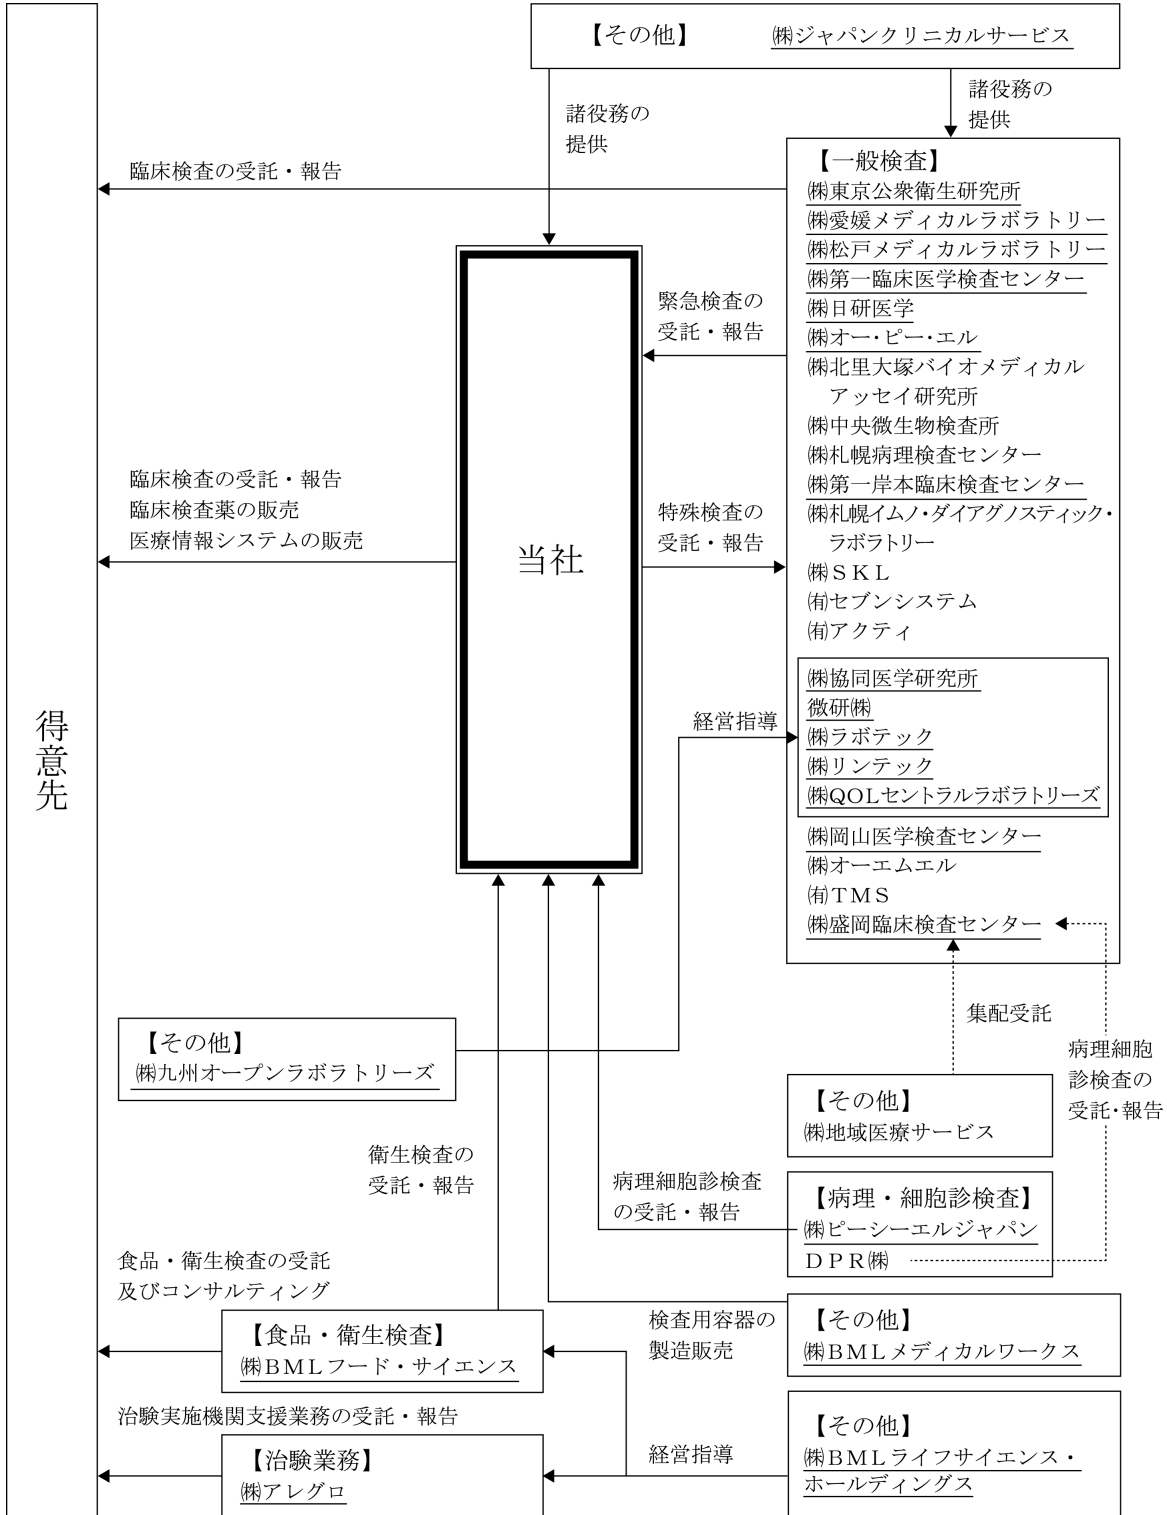 【その他】 ㈱ジャパンクリニカルサービス
諸役務の
提供
諸役務の
提供
臨床検査の受託・報告
【一般検査】
㈱東京公衆衛生研究所
㈱愛媛メディカルラボラトリー
㈱松戸メディカルラボラトリー
㈱第一臨床医学検査センター
㈱日研医学
㈱オー・ピー・エル
㈱北里大塚バイオメディカル
アッセイ研究所
㈱中央微生物検査所
㈱札幌病理検査センター
㈱第一岸本臨床検査センター
㈱札幌イムノ・ダイアグノスティック・
ラボラトリー
㈱ＳＫＬ
㈲セブンシステム
㈲アクティ
㈱協同医学研究所
微研㈱
㈱ラボテック
㈱リンテック
㈱QOLセントラルラボラトリーズ
㈱岡山医学検査センター
㈱オーエムエル
㈲ＴＭＳ
㈱盛岡臨床検査センター
緊急検査の
受託・報告
臨床検査の受託・報告
臨床検査薬の販売
医療情報システムの販売
当社
特殊検査の
受託・報告
得意先
経営指導
【その他】
㈱九州オープンラボラトリーズ
集配受託
病理細胞
診検査の
受託・報告
【その他】
㈱地域医療サービス
衛生検査の
受託・報告
病理細胞診検査
の受託・報告
【病理・細胞診検査】
㈱ピーシーエルジャパン
ＤＰＲ㈱
食品・衛生検査の受託
及びコンサルティング
【食品・衛生検査】
㈱ＢＭＬフード・サイエンス
検査用容器の
製造販売
【その他】
㈱ＢＭＬメディカルワークス
治験実施機関支援業務の受託・報告
【治験業務】
㈱アレグロ
経営指導
【その他】
㈱ＢＭＬライフサイエンス・
ホールディングス